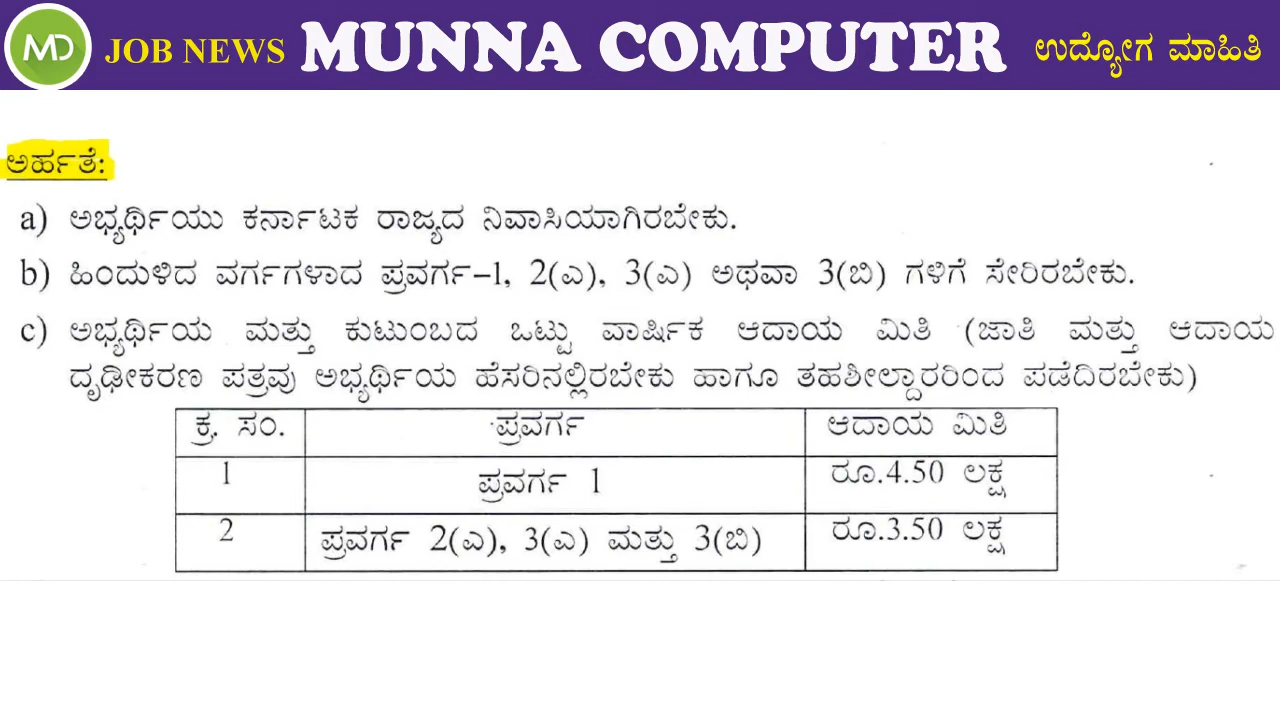 MD JOB NEWS MUNNA COMPUTER ಉದ್ಯೋಗ ಮಾಹಿತಿ
ಅರ್ಹತೆ:
a) ಅಭ್ಯರ್ಥಿಯು ಕರ್ನಾಟಕ ರಾಜ್ಯದ ನಿವಾಸಿಯಾಗಿರಬೇಕು.
b) ಹಿಂದುಳಿದ ವರ್ಗಗಳಾದ ಪ್ರವರ್ಗ-1, 2(ಎ), 3(ಎ) ಅಥವಾ 3(ಬಿ) ಗಳಿಗೆ ಸೇರಿರಬೇಕು.
c) ಅಭ್ಯರ್ಥಿಯ ಮತ್ತು ಕುಟುಂಬದ ಒಟ್ಟು ವಾರ್ಷಿಕ ಆದಾಯ ಮಿತಿ (ಜಾತಿ ಮತ್ತು ಆದಾಯ
ದೃಢೀಕರಣ ಪತ್ರವು ಅಭ್ಯರ್ಥಿಯ ಹೆಸರಿನಲ್ಲಿರಬೇಕು ಹಾಗೂ ತಹಶೀಲ್ದಾರರಿಂದ ಪಡೆದಿರಬೇಕು)
ಕ್ರ. ಸಂ. ಪ್ರವರ್ಗ ಆದಾಯ ಮಿತಿ
1 ಪ್ರವರ್ಗ 1 ರೂ.4.50 ಲಕ್ಷ
2 ಪ್ರವರ್ಗ 2(ಎ), 3(ಎ) ಮತ್ತು 3(ಬಿ) ರೂ.3.50 ಲಕ್ಷ